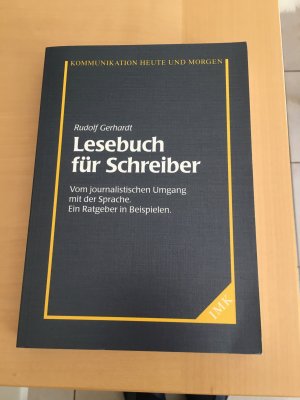 KOMMUNIKATION HEUTE UND MORGEN
Rudolf Gerhardt
Lesebuch
für Schreiber
Vom journalistischen Umgang
mit der Sprache.
Ein Ratgeber in Beispielen.
IMK